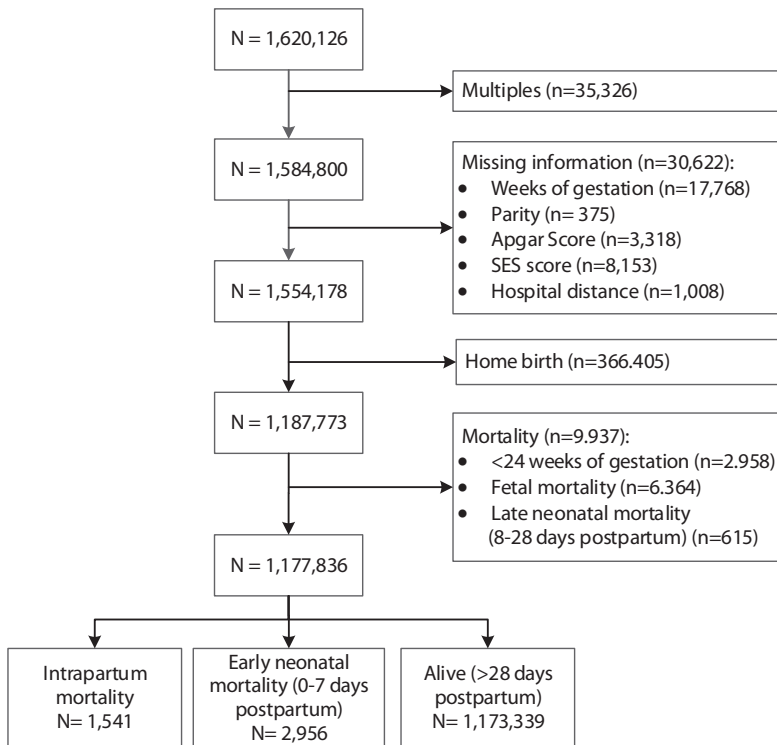 N = 1,620,126
Multiples (n=35,326)
N = 1,584,800
Missing information (n=30,622):
• Weeks of gestation (n=17,768)
• Parity (n= 375)
• Apgar Score (n=3,318)
• SES score (n=8,153)
• Hospital distance (n=1,008)
N = 1,554,178
Home birth (n=366.405)
N = 1,187,773
Mortality (n=9.937):
• <24 weeks of gestation (n=2.958)
• Fetal mortality (n=6.364)
• Late neonatal mortality
(8-28 days postpartum) (n=615)
N = 1,177,836
Intrapartum
mortality
N= 1,541
Early neonatal
mortality (0-7 days
postpartum)
N = 2,956
Alive (>28 days
postpartum)
N = 1,173,339